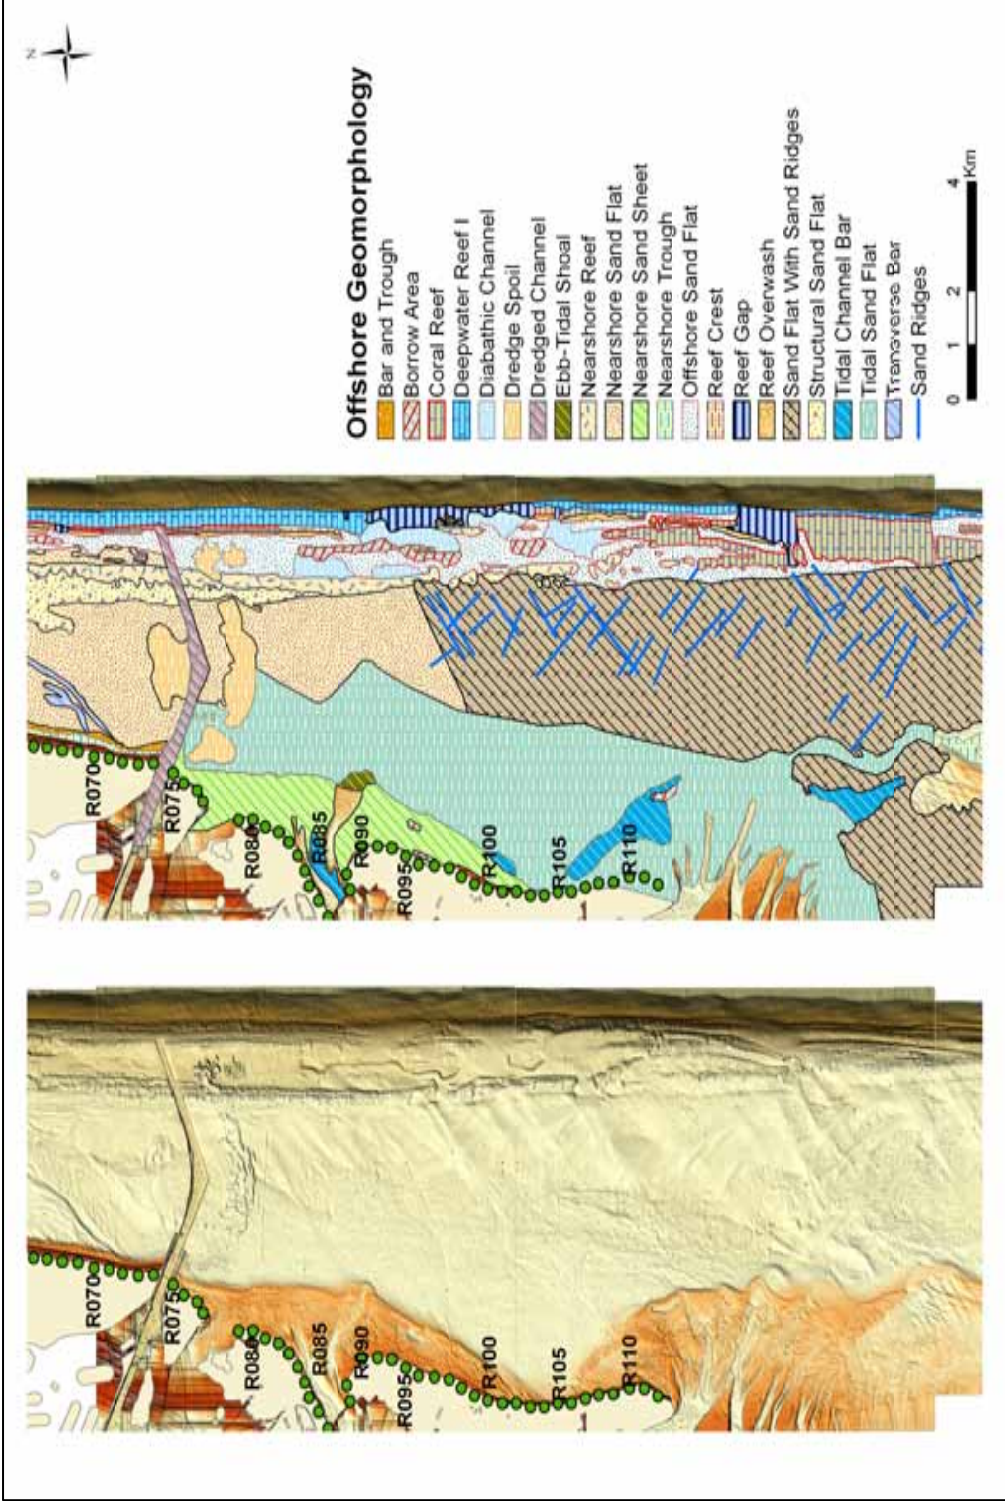 N
Offshore Geomorphology
Bar and Trough
Borrow Area
Coral Reef
Deepwater Reef I
Diabathic Channel
Dredge Spoil
Dredged Channel
Ebb-Tidal Shoal
Nearshore Reef
Nearshore Sand Flat
Nearshore Sand Sheet
Nearshore Trough
Offshore Sand Flat
Reef Crest
Reef Gap
Reef Overwash
Sand Flat With Sand Ridges
Structural Sand Flat
Tidal Channel Bar
Tidal Sand Flat
Transverse Bar
Sand Ridges
0 1 2 4
Km
R070
R075
R080
R085
R090
R095
R100
R105
R110
R070
R075
R080
R085
R090
R095
R100
R105
R110